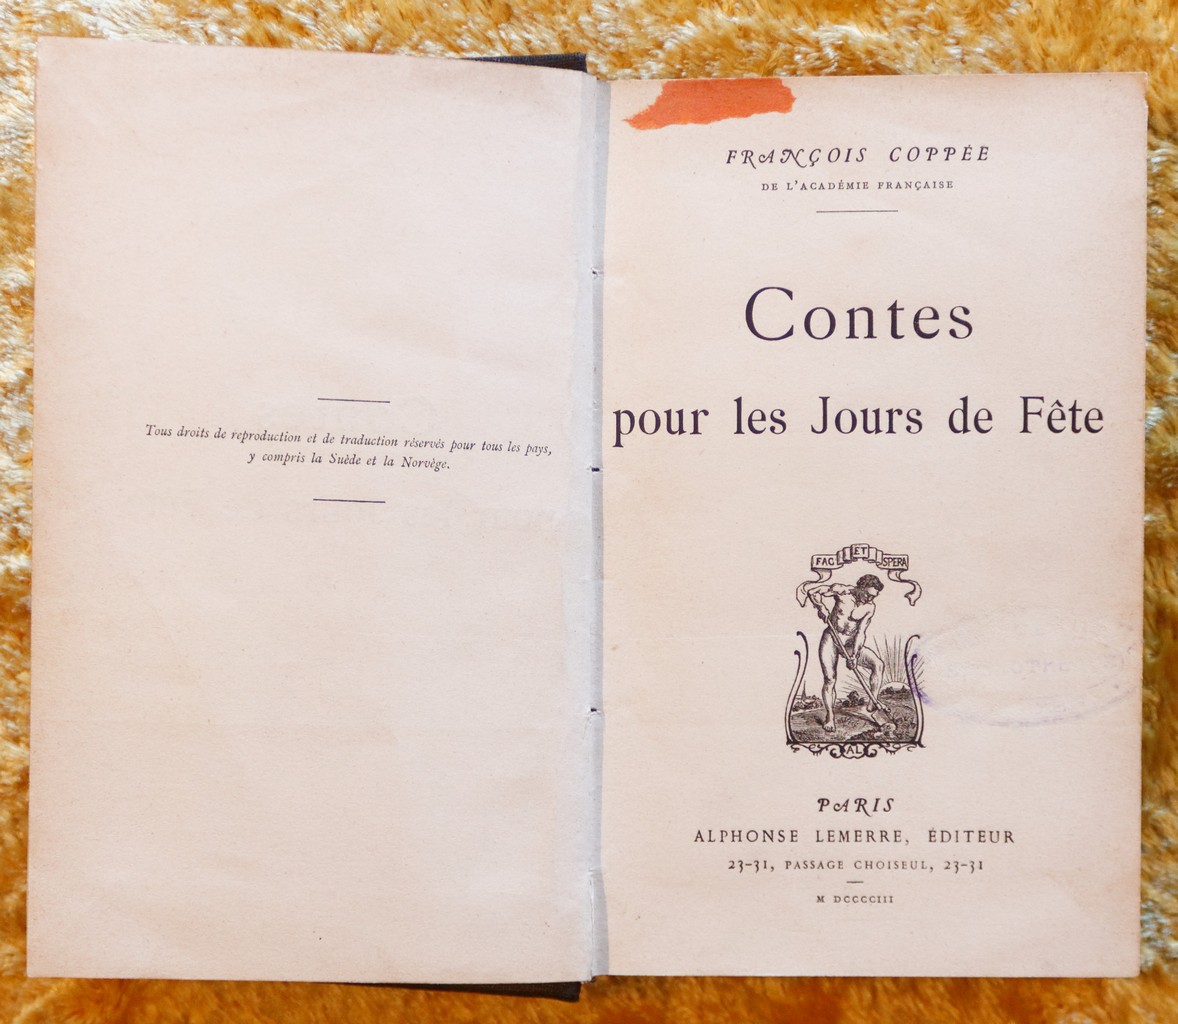 Tous droits de reproduction et de traduction réservés pour tous les pays,
y compris la Suède et la Norvège.
FRANÇOIS COPPÉE
DE L'ACADÉMIE FRANÇAISE
Contes
pour les Jours de Fête
FAC ET SPERA
AL
PARIS
ALPHONSE LEMERRE, ÉDITEUR
23-31, PASSAGE CHOISEUL, 23-31
M DCCCCIII